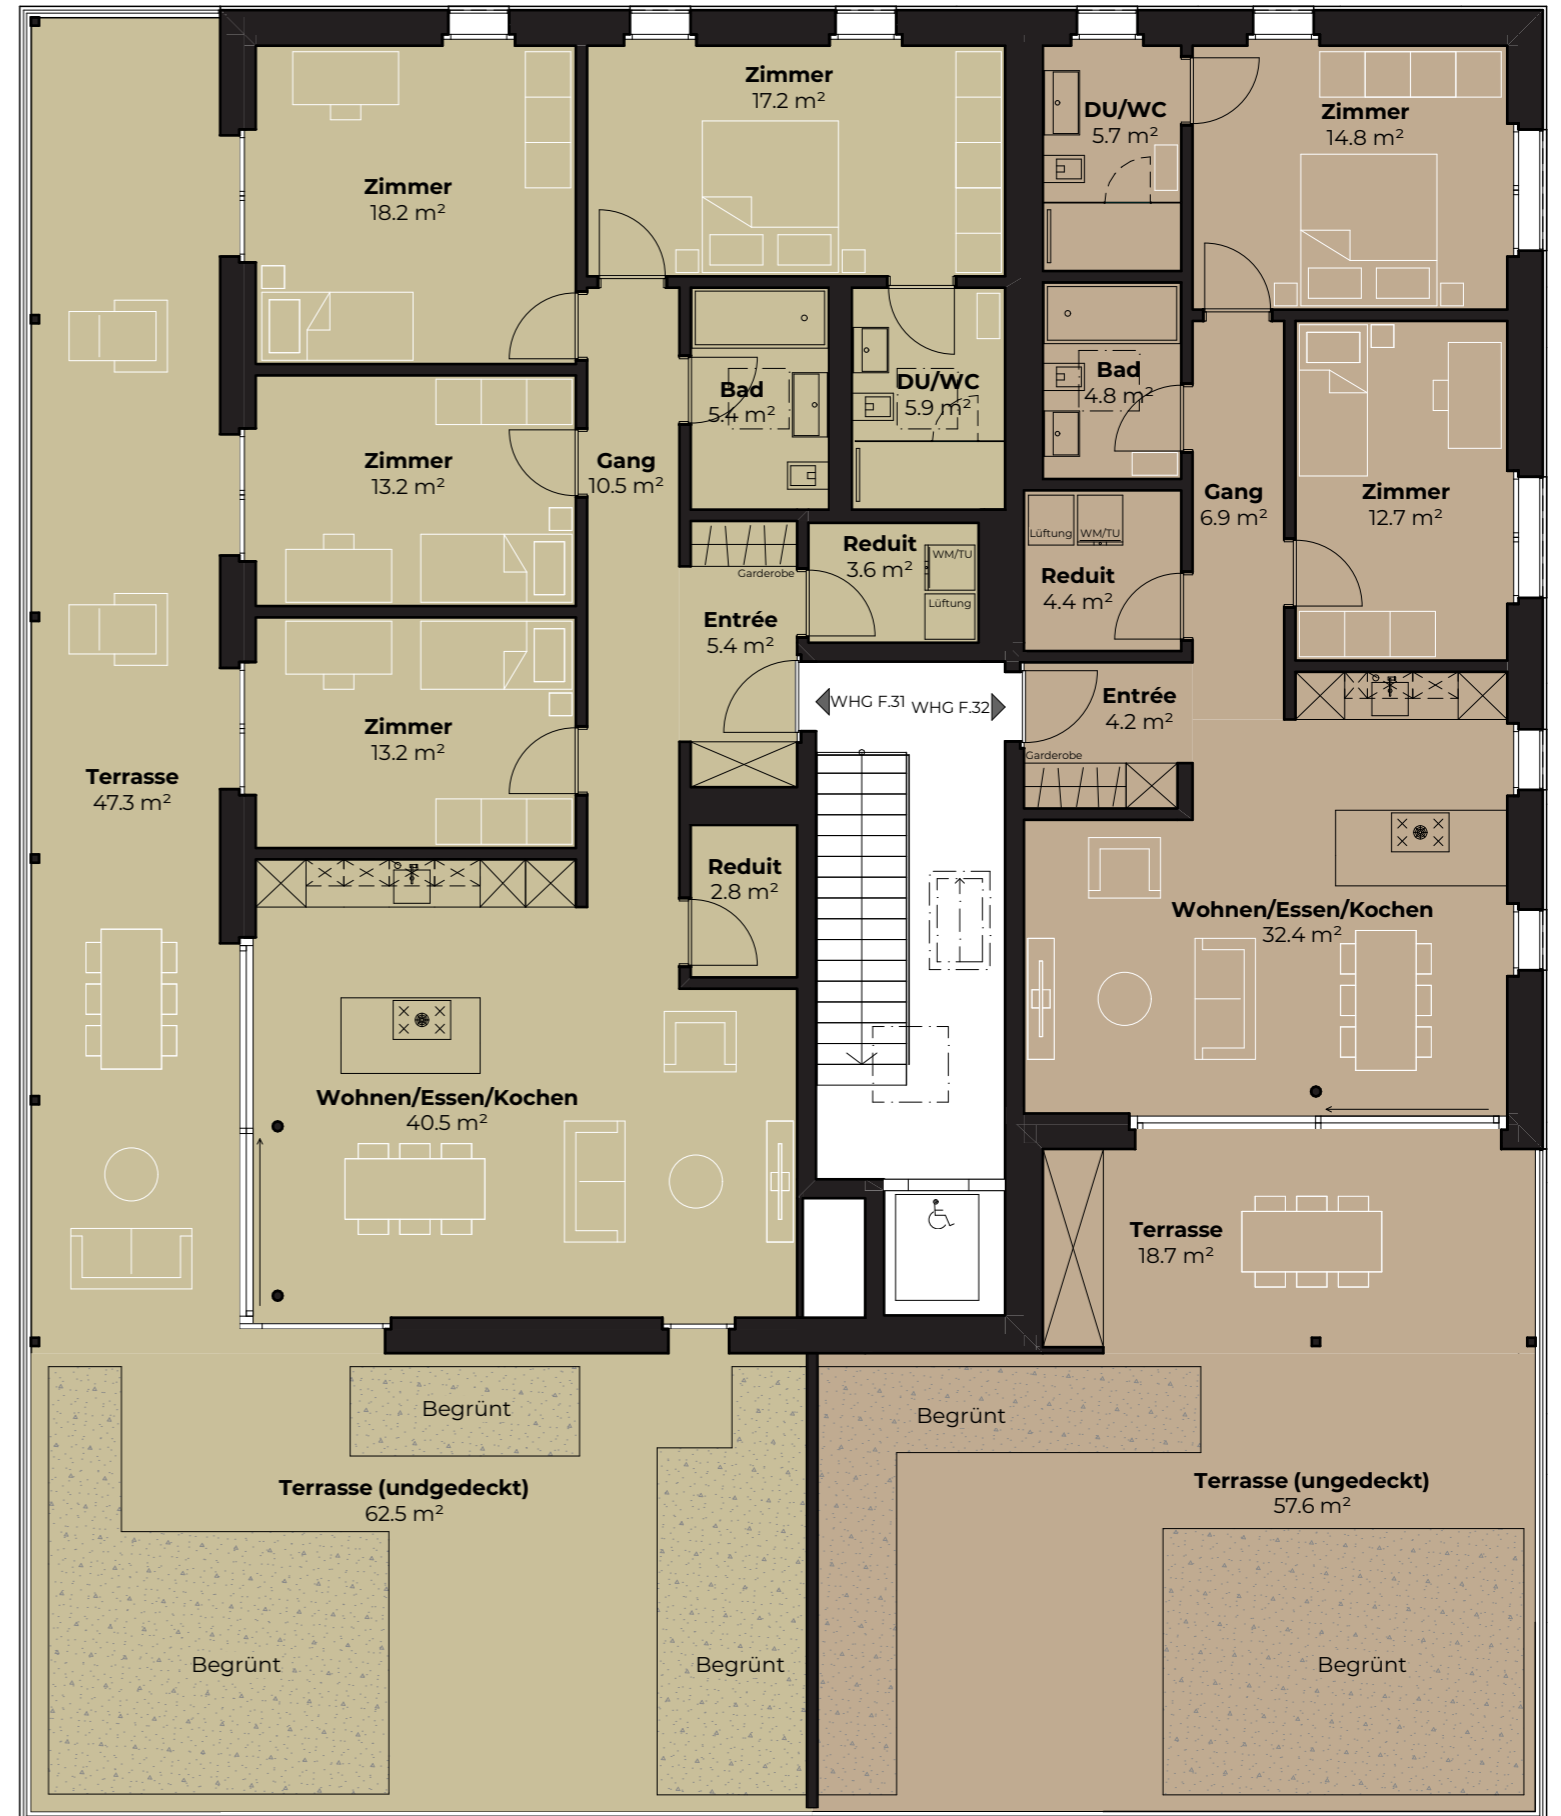 Zimmer
17.2 m²
DU/WC
5.7 m²
Zimmer
14.8 m²
Zimmer
18.2 m²
Bad
5.4 m²
DU/WC
5.9 m²
Bad
4.8 m²
Zimmer
13.2 m²
Gang
10.5 m²
Gang
6.9 m²
Zimmer
12.7 m²
Lüftung
WM/TU
Reduit
3.6 m²
WM/TU
Lüftung
Garderobe
Reduit
4.4 m²
Entrée
5.4 m²
WHG F.31
WHG F.32
Entrée
4.2 m²
Garderobe
Zimmer
13.2 m²
Terrasse
47.3 m²
Reduit
2.8 m²
Wohnen/Essen/Kochen
32.4 m²
Wohnen/Essen/Kochen
40.5 m²
Terrasse
18.7 m²
Begrünt
Begrünt
Terrasse (undgedeckt)
62.5 m²
Terrasse (ungedeckt)
57.6 m²
Begrünt
Begrünt
Begrünt